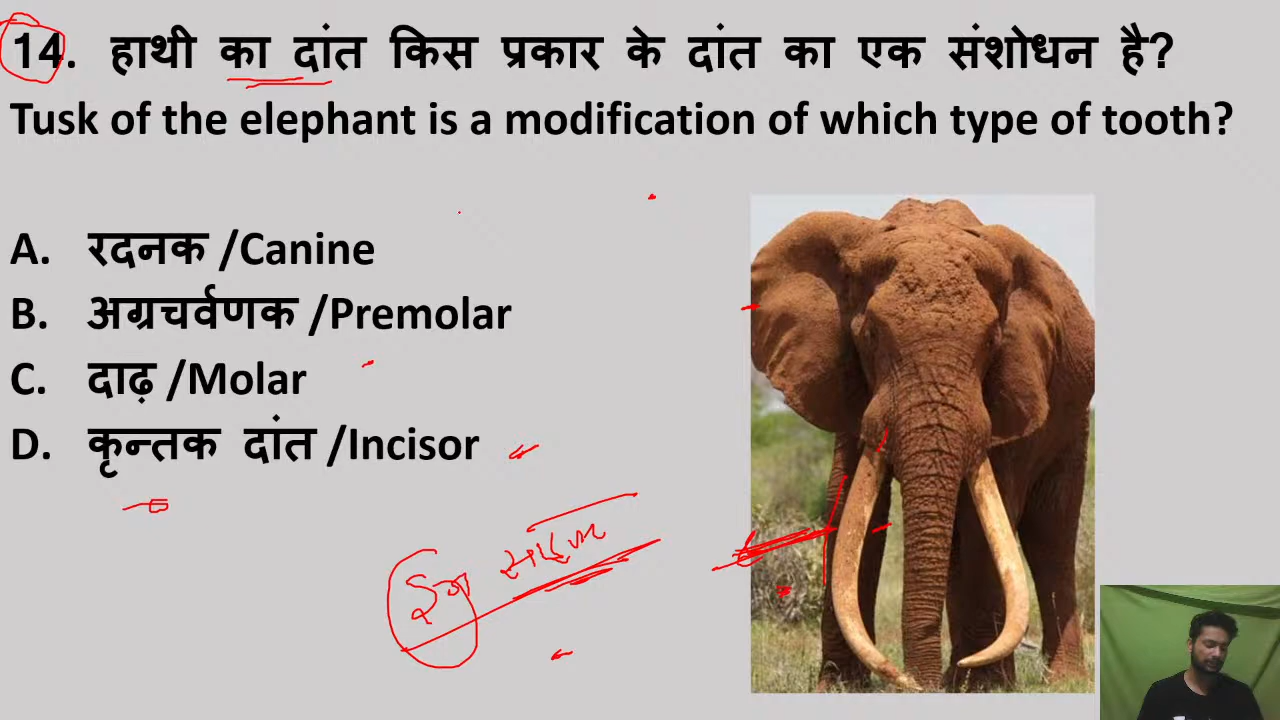 14. हाथी का दांत किस प्रकार के दांत का एक संशोधन है?
Tusk of the elephant is a modification of which type of tooth?
A. रदनक /Canine
B. अग्रचर्वणक /Premolar
C. दाढ़ /Molar
D. कृन्तक दांत /Incisor